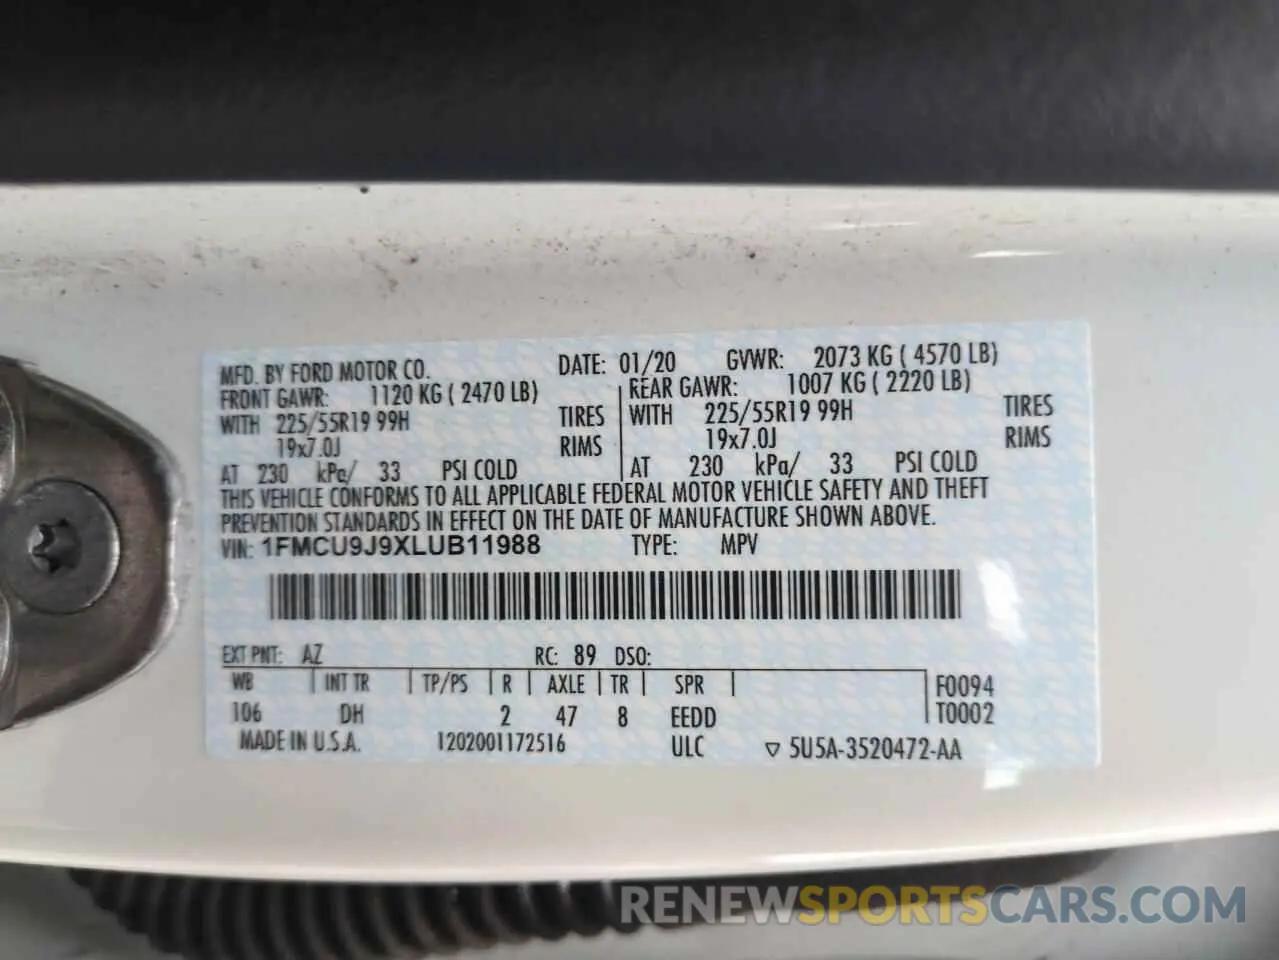 MFD. BY FORD MOTOR CO. DATE: 01/20 GVWR: 2073 KG ( 4570 LB)
FRONT GAWR: 1120 KG ( 2470 LB) REAR GAWR: 1007 KG ( 2220 LB)
WITH 225/55R19 99H TIRES WITH 225/55R19 99H TIRES
19x7.0J RIMS 19x7.0J RIMS
AT 230 kPa/ 33 PSI COLD AT 230 kPa/ 33 PSI COLD
THIS VEHICLE CONFORMS TO ALL APPLICABLE FEDERAL MOTOR VEHICLE SAFETY AND THEFT
PREVENTION STANDARDS IN EFFECT ON THE DATE OF MANUFACTURE SHOWN ABOVE.
VIN: 1FMCU9J9XLUB11988 TYPE: MPV
EXT PNT: AZ RC: 89 DSO:
WB INT TR TP/PS R AXLE TR SPR F0094
106 DH 2 47 8 EEDD T0002
MADE IN U.S.A. 1202001172516 ULC ▽ 5U5A-3520472-AA
RENEWSPORTSCARS.COM